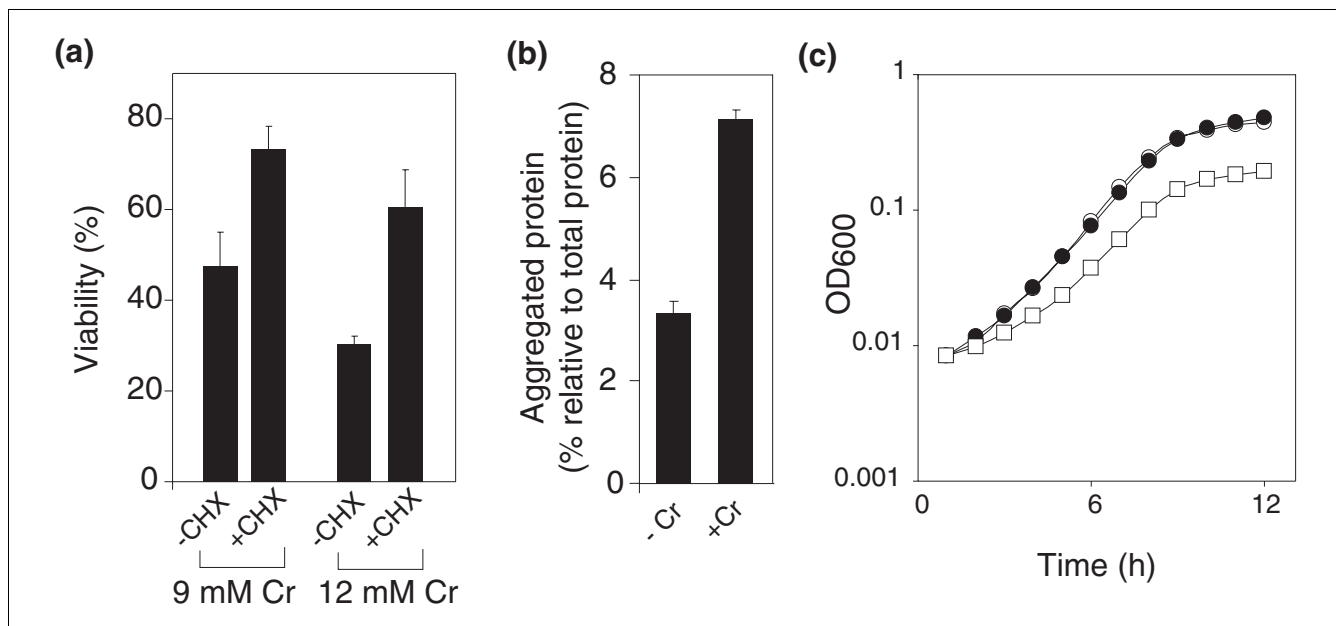 (a)
Viability (%)
80
60
40
20
0
-CHX
+CHX
-CHX
+CHX
9 mM Cr
12 mM Cr
(b)
Aggregated protein
(% relative to total protein)
8
6
4
2
0
- Cr
+Cr
(c)
OD600
1
0.1
0.01
0.001
0
6
12
Time (h)